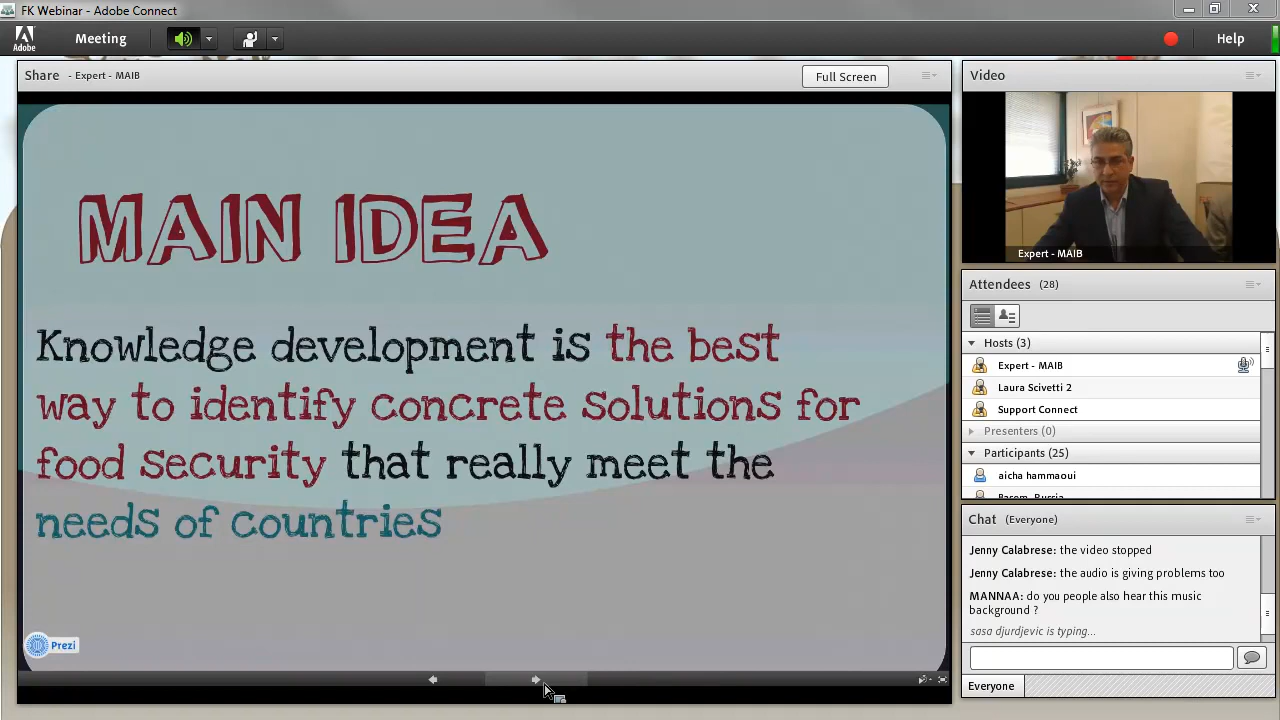 FK Webinar - Adobe Connect
Adobe
Meeting
Help
Share - Expert - MAIB
Full Screen
MAIN IDEA
Knowledge development is the best
way to identify concrete solutions for
food security that really meet the
needs of countries
Prezi
Video
Expert - MAIB
Attendees (28)
Hosts (3)
Expert - MAIB
Laura Scivetti 2
Support Connect
Presenters (0)
Participants (25)
aicha hammaoui
Basem, Russia
Chat (Everyone)
Jenny Calabrese: the video stopped
Jenny Calabrese: the audio is giving problems too
MANNAA: do you people also hear this music
background ?
sasa djurdjevic is typing...
Everyone